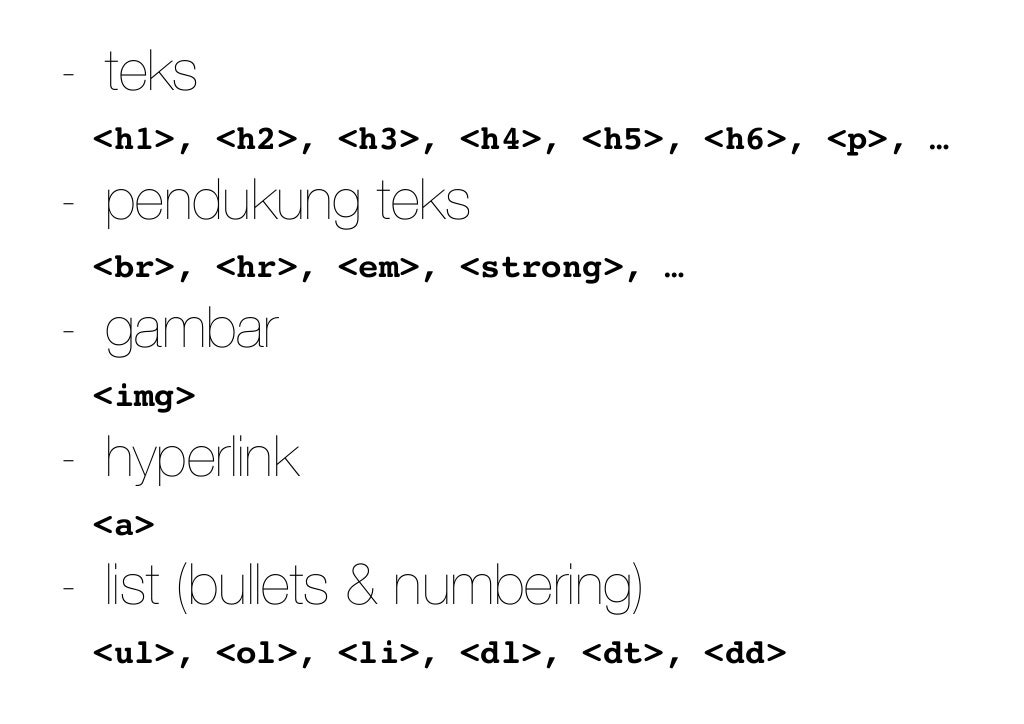 - teks
<h1>, <h2>, <h3>, <h4>, <h5>, <h6>, <p>, …
- pendukung teks
<br>, <hr>, <em>, <strong>, …
- gambar
<img>
- hyperlink
<a>
- list (bullets & numbering)
<ul>, <ol>, <li>, <dl>, <dt>, <dd>